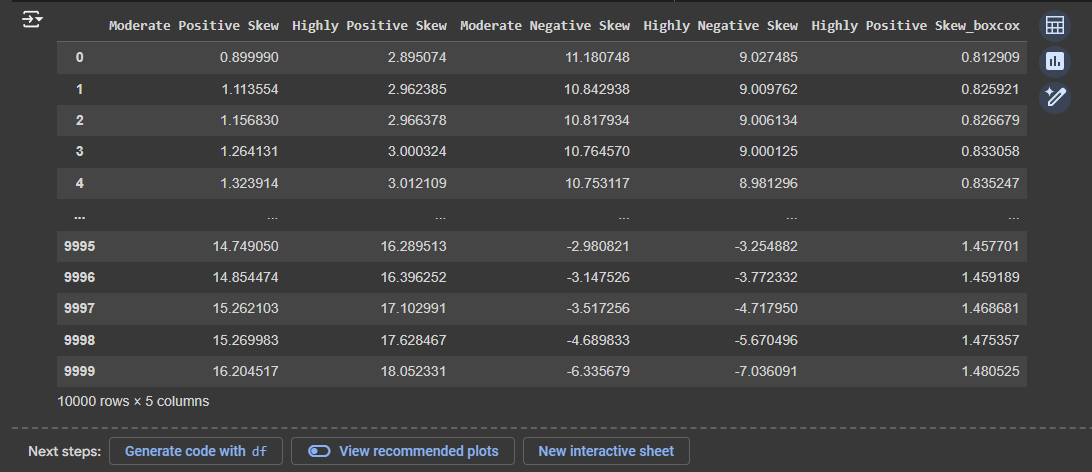 Moderate Positive Skew Highly Positive Skew Moderate Negative Skew Highly Negative Skew Highly Positive Skew_boxcox
0 0.899990 2.895074 11.180748 9.027485 0.812909
1 1.113554 2.962385 10.842938 9.009762 0.825921
2 1.156830 2.966378 10.817934 9.006134 0.826679
3 1.264131 3.000324 10.764570 9.000125 0.833058
4 1.323914 3.012109 10.753117 8.981296 0.835247
... ... ... ... ... ...
9995 14.749050 16.289513 -2.980821 -3.254882 1.457701
9996 14.854474 16.396252 -3.147526 -3.772332 1.459189
9997 15.262103 17.102991 -3.517256 -4.717950 1.468681
9998 15.269983 17.628467 -4.689833 -5.670496 1.475357
9999 16.204517 18.052331 -6.335679 -7.036091 1.480525
10000 rows × 5 columns
Next steps: Generate code with df View recommended plots New interactive sheet